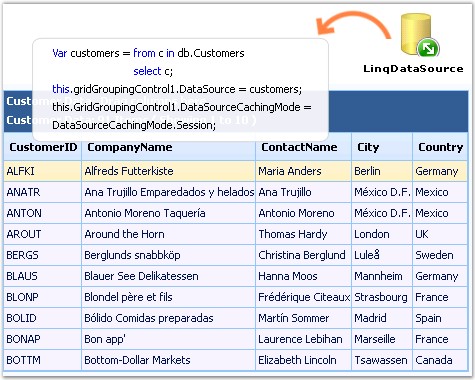 Var customers = from c in db.Customers
select c;
this.gridGroupingControl1.DataSource = customers;
this.GridGroupingControl1.DataSourceCachingMode =
DataSourceCachingMode.Session;
LinqDataSource
CustomerID CompanyName ContactName City Country
ALFKI Alfreds Futterkiste Maria Anders Berlin Germany
ANATR Ana Trujillo Emparedados y helados Ana Trujillo México D.F. Mexico
ANTON Antonio Moreno Taquería Antonio Moreno México D.F. Mexico
AROUT Around the Horn Thomas Hardy London UK
BERGS Berglunds snabbköp Christina Berglund Luleå Sweden
BLAUS Blauer See Delikatessen Hanna Moos Mannheim Germany
BLONP Blondel père et fils Frédérique Citeaux Strasbourg France
BOLID Bólido Comidas preparadas Martín Sommer Madrid Spain
BONAP Bon app' Laurence Lebihan Marseille France
BOTTM Bottom-Dollar Markets Elizabeth Lincoln Tsawassen Canada